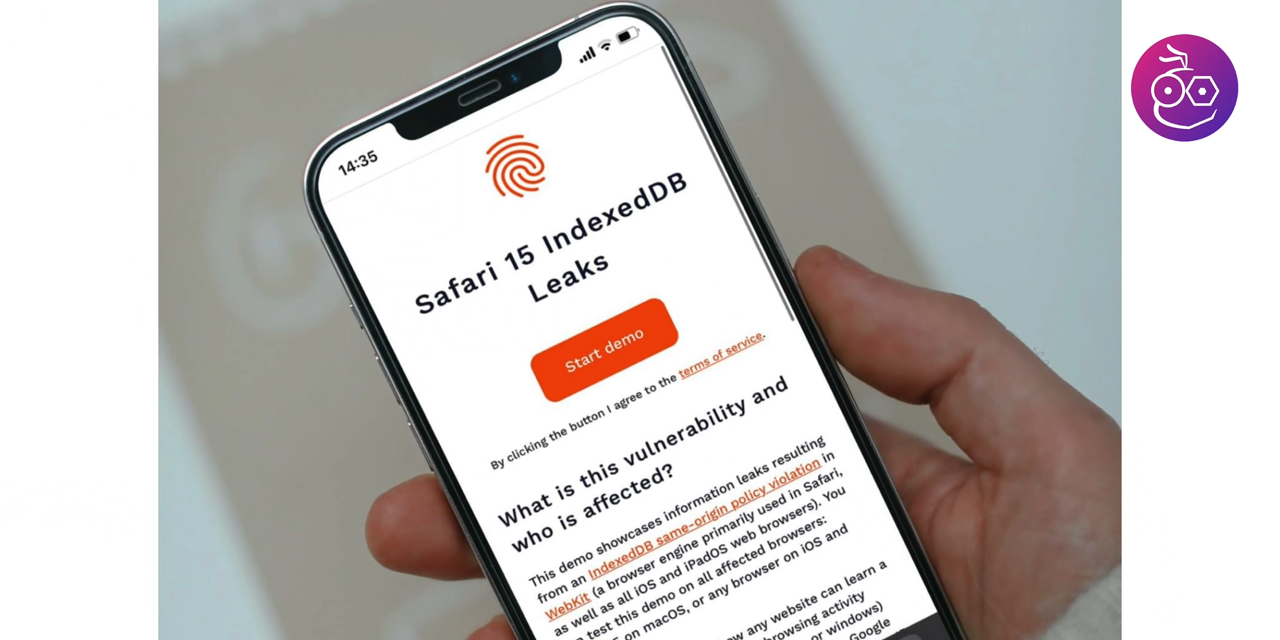 14:35
Safari 15 IndexedDB
Leaks
Start demo
By clicking the button I agree to the terms of service.
What is this vulnerability and
who is affected?
This demo showcases information leaks resulting
from an IndexedDB same-origin policy violation in
WebKit (a browser engine primarily used in Safari,
as well as all iOS and iPadOS web browsers). You
test this demo on all affected browsers:
on macOS, or any browser on iOS and
any website can learn a
browsing activity
or windows)
Google